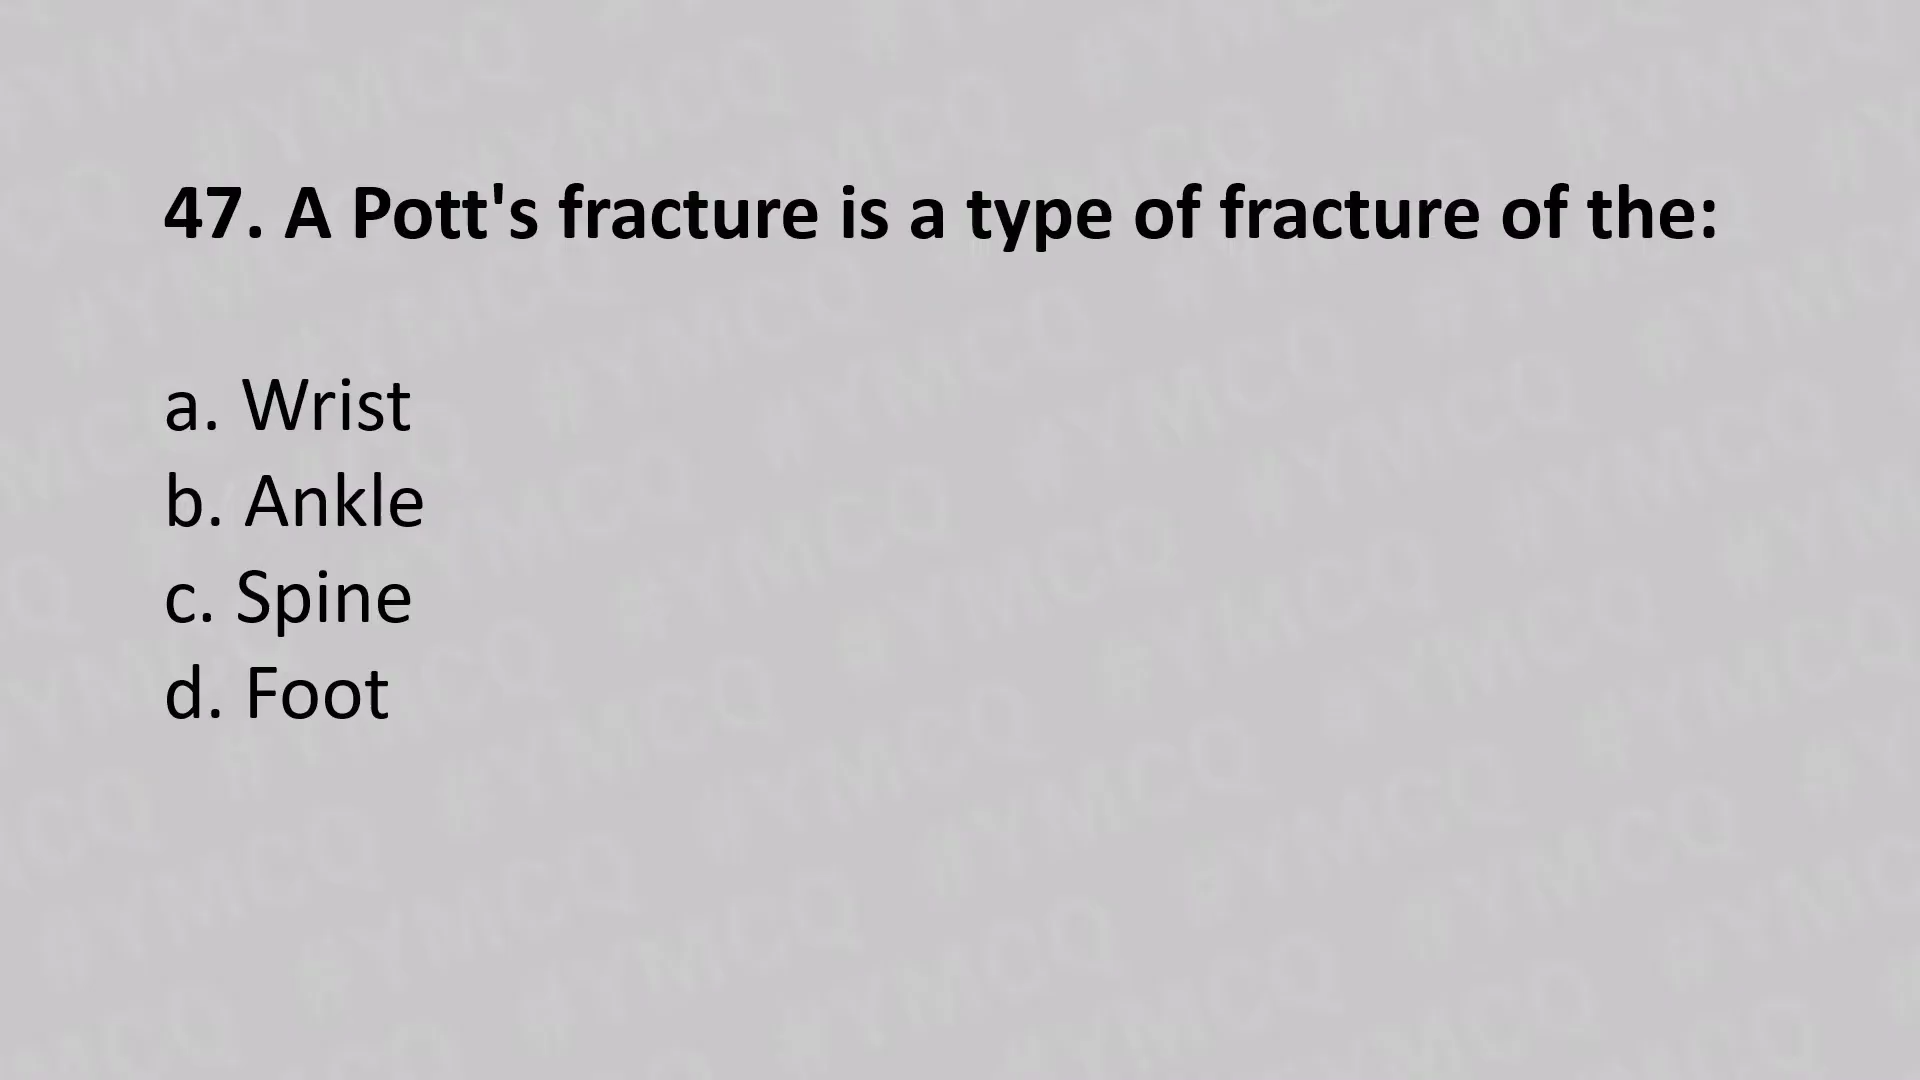 47. A Pott's fracture is a type of fracture of the:
a. Wrist
b. Ankle
c. Spine
d. Foot